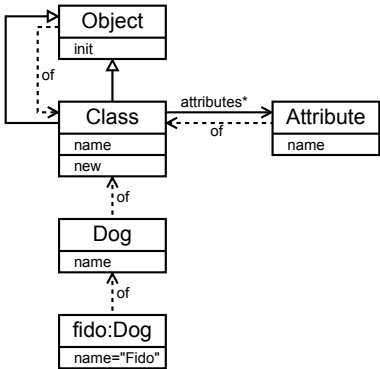 Object
init
of
Class
name
new
attributes*
of
Attribute
name
of
Dog
name
of
fido:Dog
name="Fido"